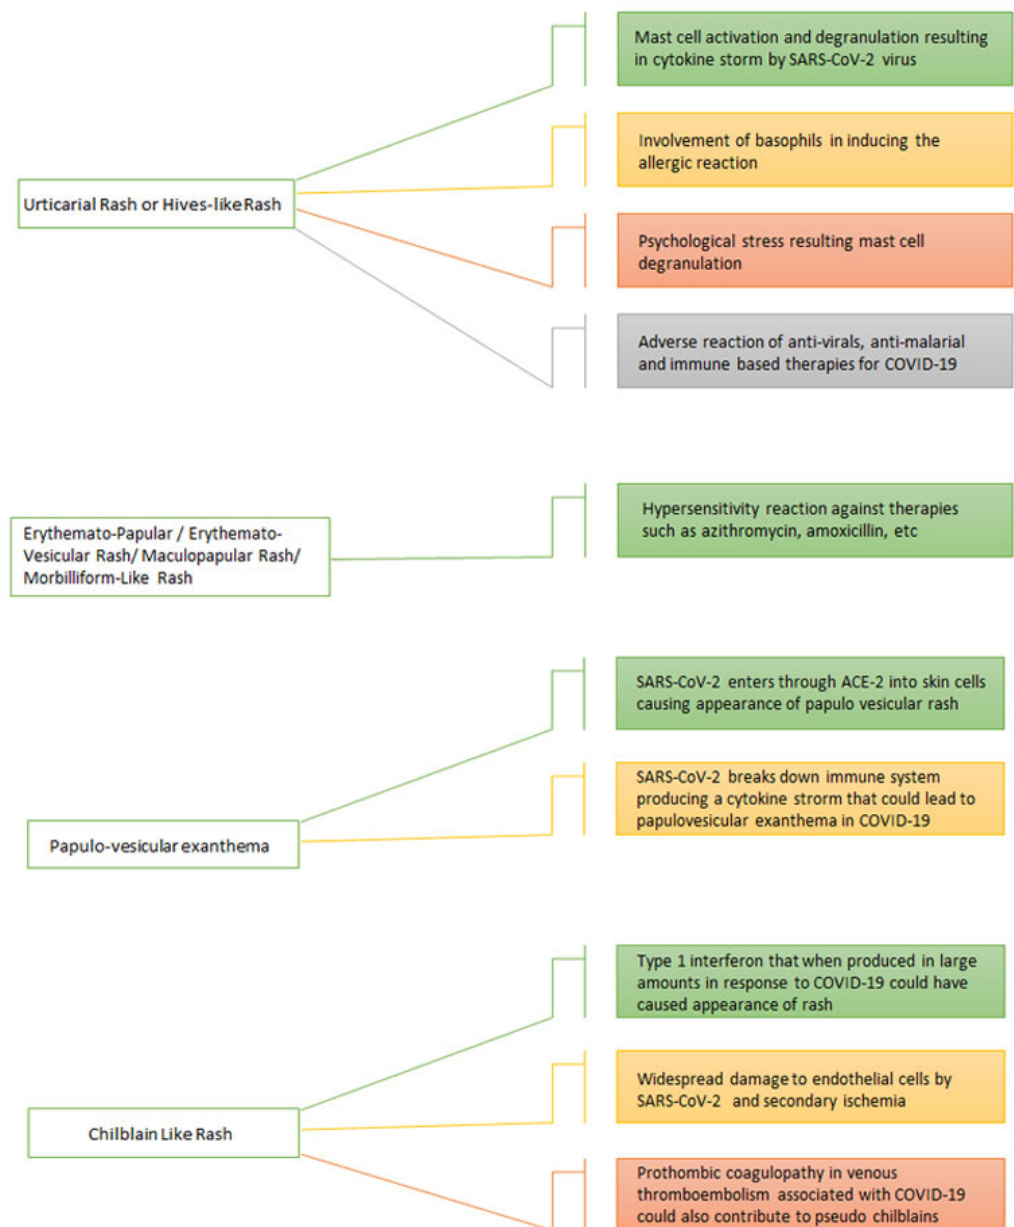 Mast cell activation and degranulation resulting
in cytokine storm by SARS-CoV-2 virus
Involvement of basophils in inducing the
allergic reaction
Urticarial Rash or Hives-like Rash
Psychological stress resulting mast cell
degranulation
Adverse reaction of anti-virals, anti-malarial
and immune based therapies for COVID-19
Erythemato-Papular / Erythemato-
Vesicular Rash/ Maculopapular Rash/
Morbilliform-Like Rash
Hypersensitivity reaction against therapies
such as azithromycin, amoxicillin, etc
SARS-CoV-2 enters through ACE-2 into skin cells
causing appearance of papulo vesicular rash
SARS-CoV-2 breaks down immune system
producing a cytokine strorm that could lead to
papulovesicular exanthema in COVID-19
Papulo-vesicular exanthema
Type 1 interferon that when produced in large
amounts in response to COVID-19 could have
caused appearance of rash
Widespread damage to endothelial cells by
SARS-CoV-2 and secondary ischemia
Chilblain Like Rash
Prothombic coagulopathy in venous
thromboembolism associated with COVID-19
could also contribute to pseudo chilblains